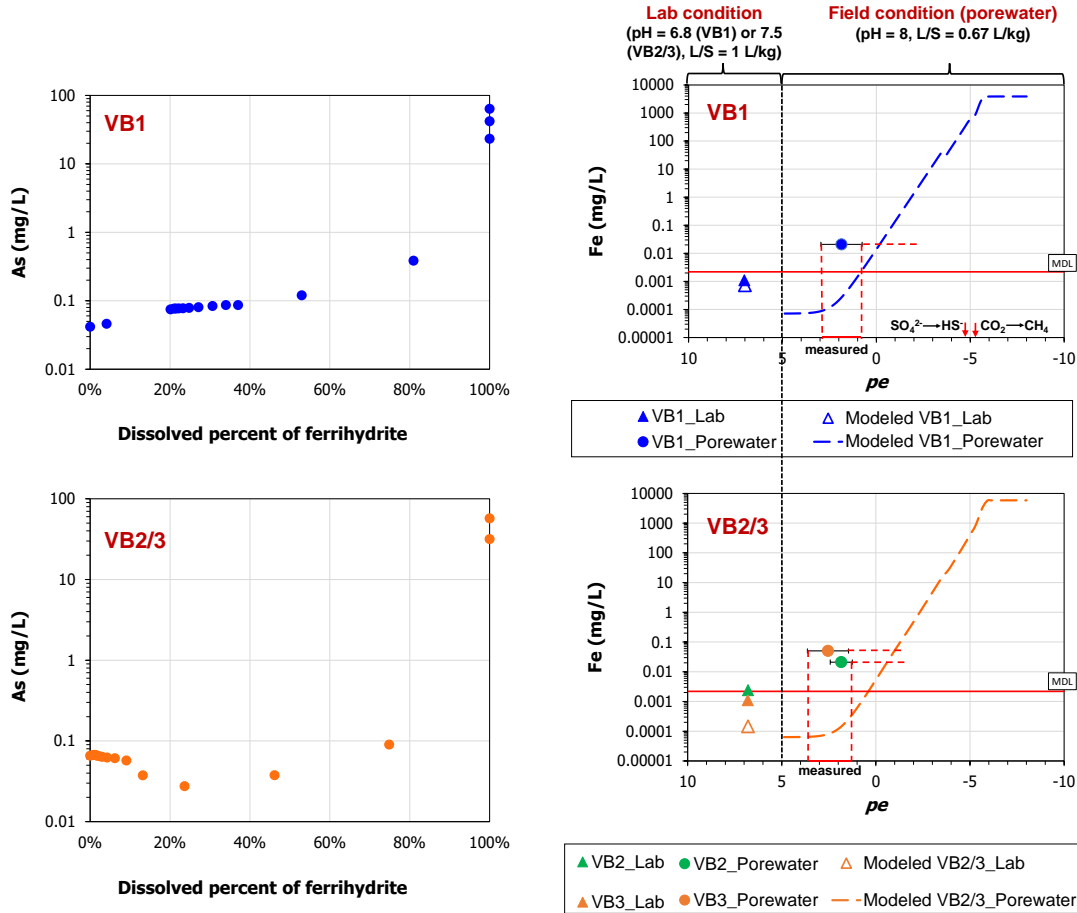 Lab condition
(pH = 6.8 (VB1) or 7.5
(VB2/3), L/S = 1 L/kg)
Field condition (porewater)
(pH = 8, L/S = 0.67 L/kg)
VB1
As (mg/L)
100
10
1
0.1
0.01
0% 20% 40% 60% 80% 100%
Dissolved percent of ferrihydrite
VB1
Fe (mg/L)
10000
1000
100
10
1
0.1
0.01
0.001
0.0001
0.00001
MDL
SO₄²⁻→HS⁻ CO₂→CH₄
10 5 0 -5 -10
measured
pe
VB1_Lab Modeled VB1_Lab
VB1_Porewater Modeled VB1_Porewater
VB2/3
As (mg/L)
100
10
1
0.1
0.01
0% 20% 40% 60% 80% 100%
Dissolved percent of ferrihydrite
VB2/3
Fe (mg/L)
10000
1000
100
10
1
0.1
0.01
0.001
0.0001
0.00001
MDL
10 5 0 -5 -10
measured
pe
VB2_Lab VB2_Porewater Modeled VB2/3_Lab
VB3_Lab VB3_Porewater Modeled VB2/3_Porewater